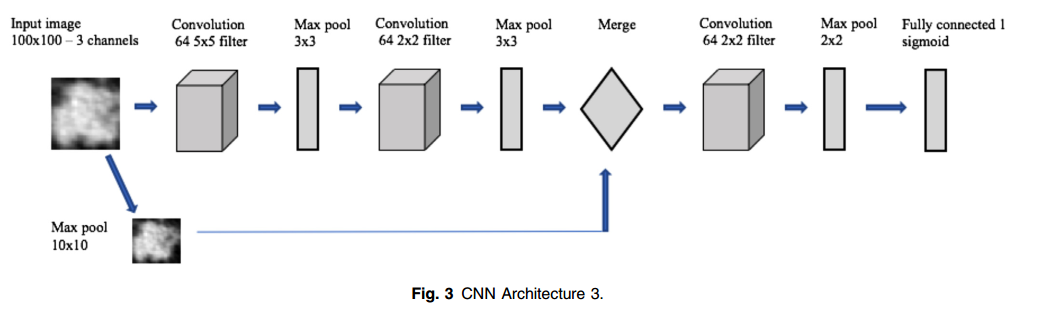 Input image
100x100 – 3 channels
Convolution
64 5x5 filter
Max pool
3x3
Convolution
64 2x2 filter
Max pool
3x3
Merge
Convolution
64 2x2 filter
Max pool
2x2
Fully connected 1
sigmoid
Max pool
10x10
Fig. 3 CNN Architecture 3.